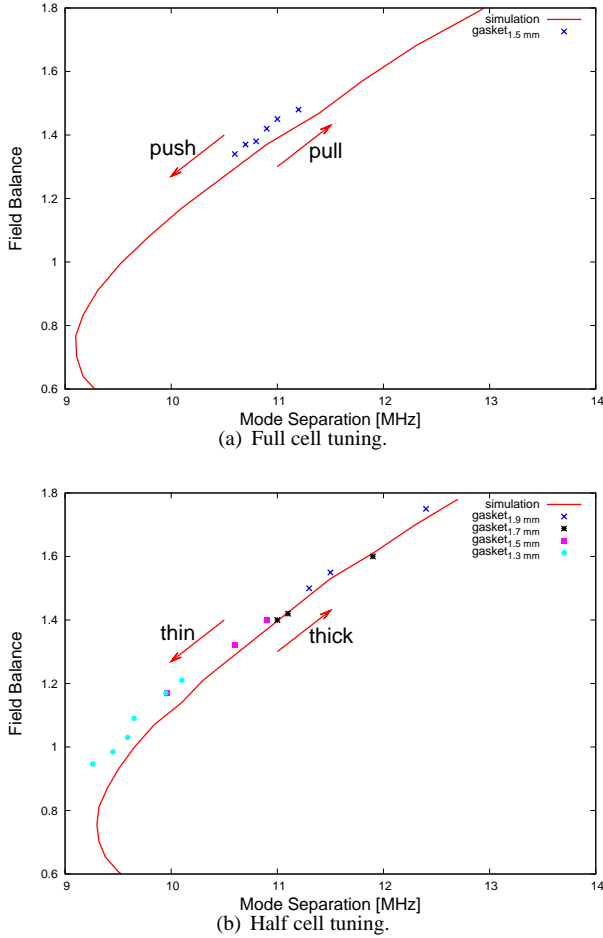 1.8
1.6
1.4
1.2
1
0.8
0.6
Field Balance
simulation
gasket1.5 mm
push
pull
9 10 11 12 13 14
Mode Separation [MHz]
(a) Full cell tuning.
1.8
1.6
1.4
1.2
1
0.8
0.6
Field Balance
simulation
gasket1.9 mm
gasket1.7 mm
gasket1.5 mm
gasket1.3 mm
thin
thick
9 10 11 12 13 14
Mode Separation [MHz]
(b) Half cell tuning.